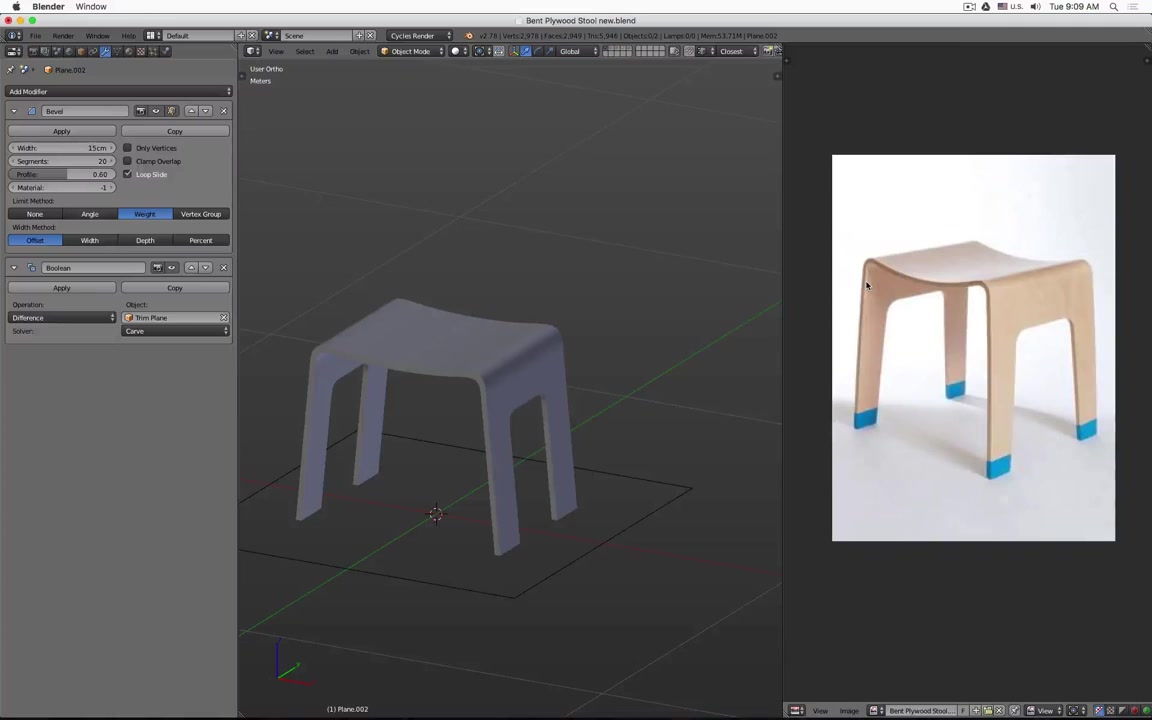 Blender Window U.S. Tue 9:09 AM
Bent Plywood Stool new.blend
File Render Window Help Default Scene Cycles Render v2.78 | Verts:2,978 | Faces:2,949 | Tris:5,946 | Objects:0/2 | Lamps:0/0 | Mem:53.71M | Plane.002
View Select Add Object Object Mode Global Closest
Plane.002
User Ortho
Meters
Add Modifier
Bevel
Apply Copy
Width: 15cm Only Vertices
Segments: 20 Clamp Overlap
Profile: 0.60 Loop Slide
Material: -1
Limit Method:
None Angle Weight Vertex Group
Width Method:
Offset Width Depth Percent
Boolean
Apply Copy
Operation: Object:
Difference Trim Plane
Solver: Carve
(1) Plane.002
View Image Bent Plywood Stool.... F View